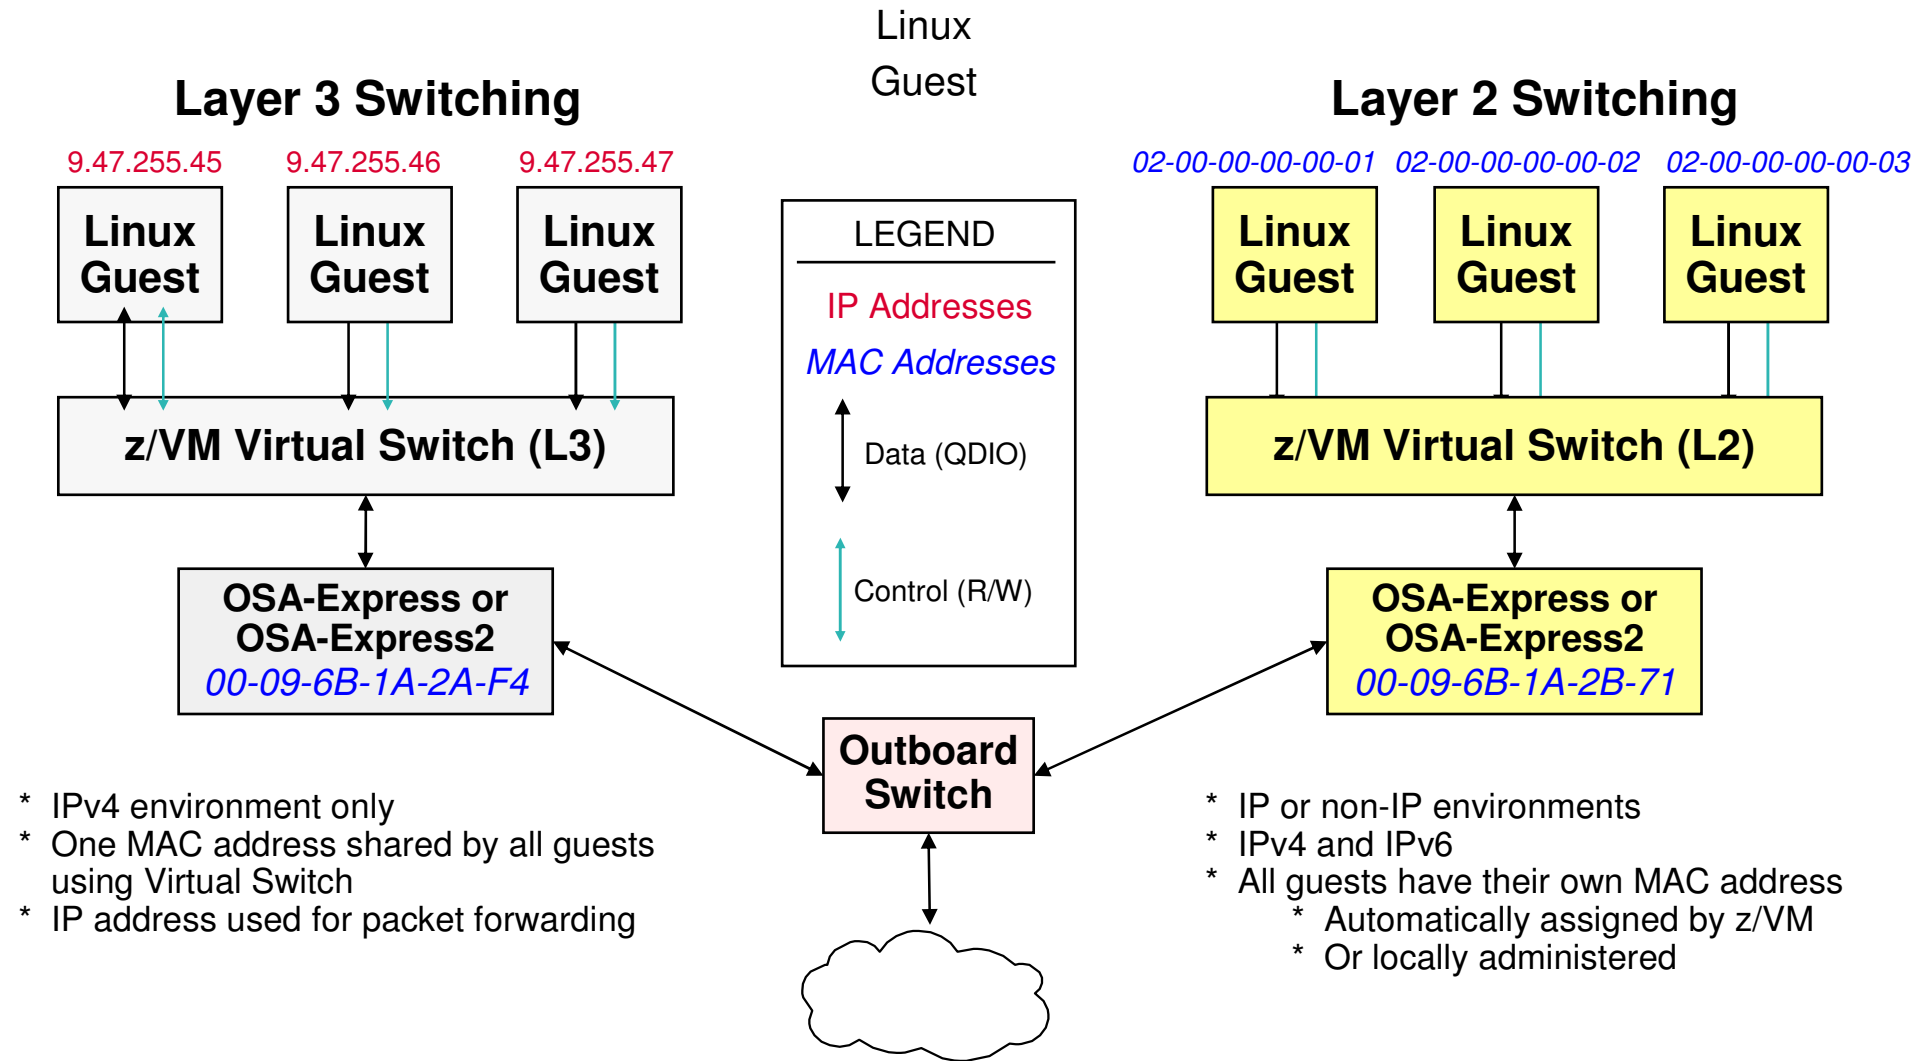 Linux
Guest
Layer 3 Switching
9.47.255.45
9.47.255.46
9.47.255.47
Linux
Guest
Linux
Guest
Linux
Guest
z/VM Virtual Switch (L3)
OSA-Express or
OSA-Express2
00-09-6B-1A-2A-F4
* IPv4 environment only
* One MAC address shared by all guests
using Virtual Switch
* IP address used for packet forwarding
LEGEND
IP Addresses
MAC Addresses
Data (QDIO)
Control (R/W)
Outboard
Switch
Layer 2 Switching
02-00-00-00-00-01
02-00-00-00-00-02
02-00-00-00-00-03
Linux
Guest
Linux
Guest
Linux
Guest
z/VM Virtual Switch (L2)
OSA-Express or
OSA-Express2
00-09-6B-1A-2B-71
* IP or non-IP environments
* IPv4 and IPv6
* All guests have their own MAC address
* Automatically assigned by z/VM
* Or locally administered